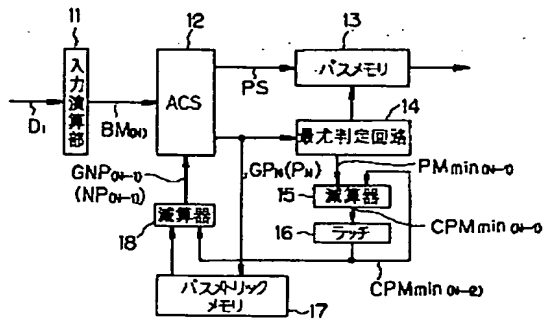 11
12
13
入力演算部
ACS
PS
パスメモリ
DI
BM(N)
14
最尤判定回路
GNP(N-1)
(NP(N-1))
GPN(PN)
PMmin(N-1)
15
減算器
CPMmin(N-1)
18
減算器
16
ラッチ
パスメトリック
メモリ
17
CPMmin(N-2)